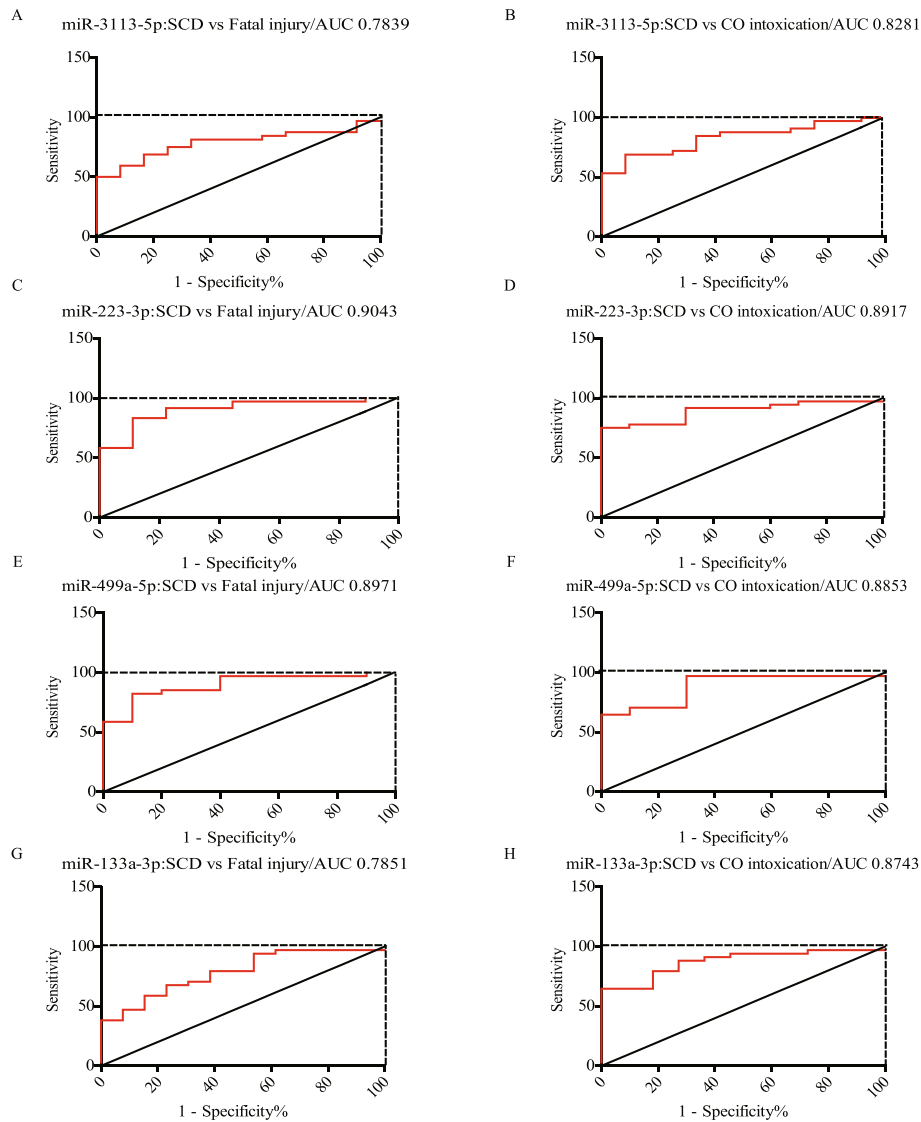 A
miR-3113-5p:SCD vs Fatal injury/AUC 0.7839
150
100
50
0
Sensitivity
0 20 40 60 80 100
1 - Specificity%
B
miR-3113-5p:SCD vs CO intoxication/AUC 0.8281
150
100
50
0
Sensitivity
0 20 40 60 80 100
1 - Specificity%
C
miR-223-3p:SCD vs Fatal injury/AUC 0.9043
150
100
50
0
Sensitivity
0 20 40 60 80 100
1 - Specificity%
D
miR-223-3p:SCD vs CO intoxication/AUC 0.8917
150
100
50
0
Sensitivity
0 20 40 60 80 100
1 - Specificity%
E
miR-499a-5p:SCD vs Fatal injury/AUC 0.8971
150
100
50
0
Sensitivity
0 20 40 60 80 100
1 - Specificity%
F
miR-499a-5p:SCD vs CO intoxication/AUC 0.8853
150
100
50
0
Sensitivity
0 20 40 60 80 100
1 - Specificity%
G
miR-133a-3p:SCD vs Fatal injury/AUC 0.7851
150
100
50
0
Sensitivity
0 20 40 60 80 100
1 - Specificity%
H
miR-133a-3p:SCD vs CO intoxication/AUC 0.8743
150
100
50
0
Sensitivity
0 20 40 60 80 100
1 - Specificity%